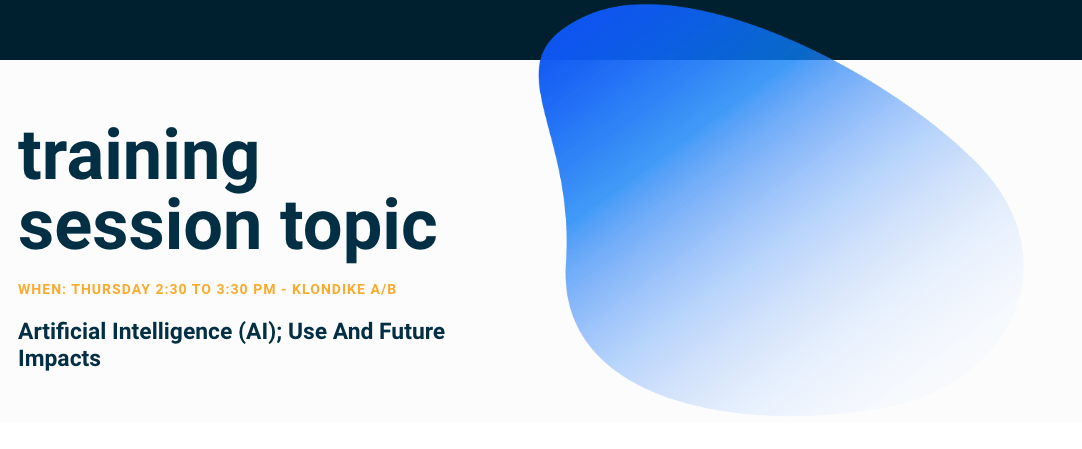 training
session topic
WHEN: THURSDAY 2:30 TO 3:30 PM - KLONDIKE A/B
Artificial Intelligence (AI); Use And Future
Impacts